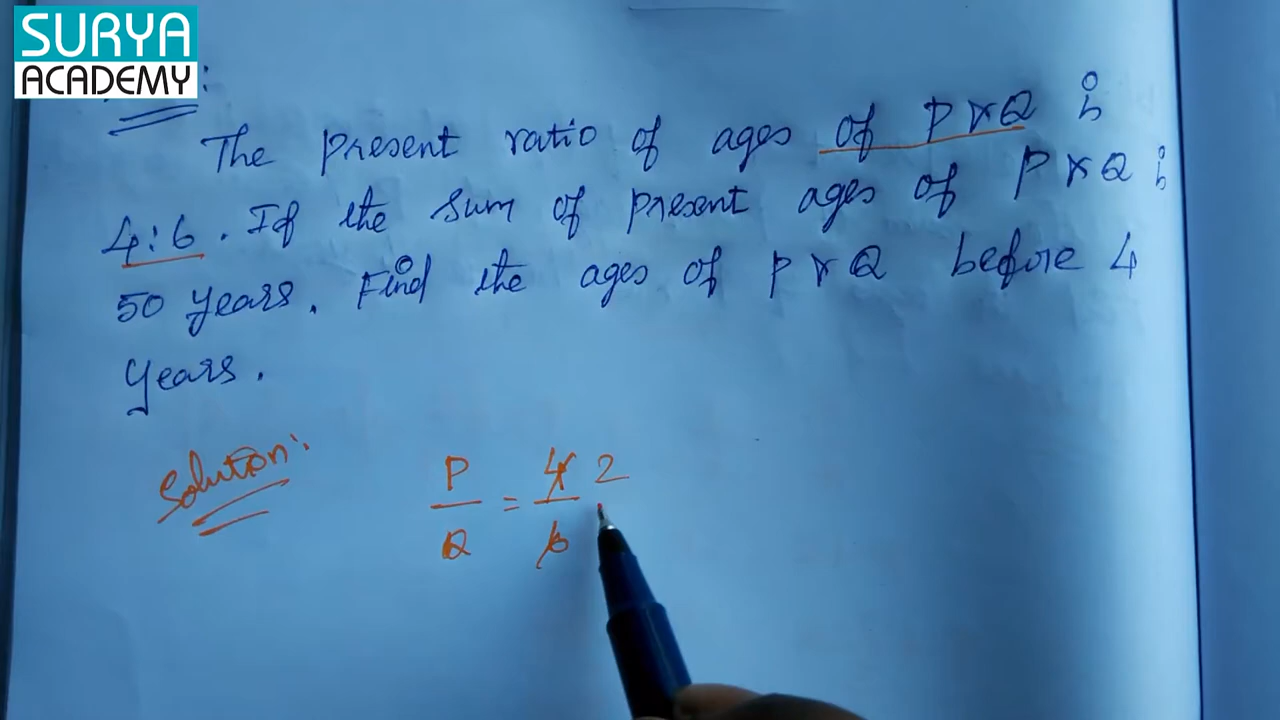 SURYA
ACADEMY
The present ratio of ages of P & Q is
4:6. If the sum of present ages of P & Q is
50 years. Find the ages of P & Q before 4
years.
Solution:
P/Q = 4/6 2